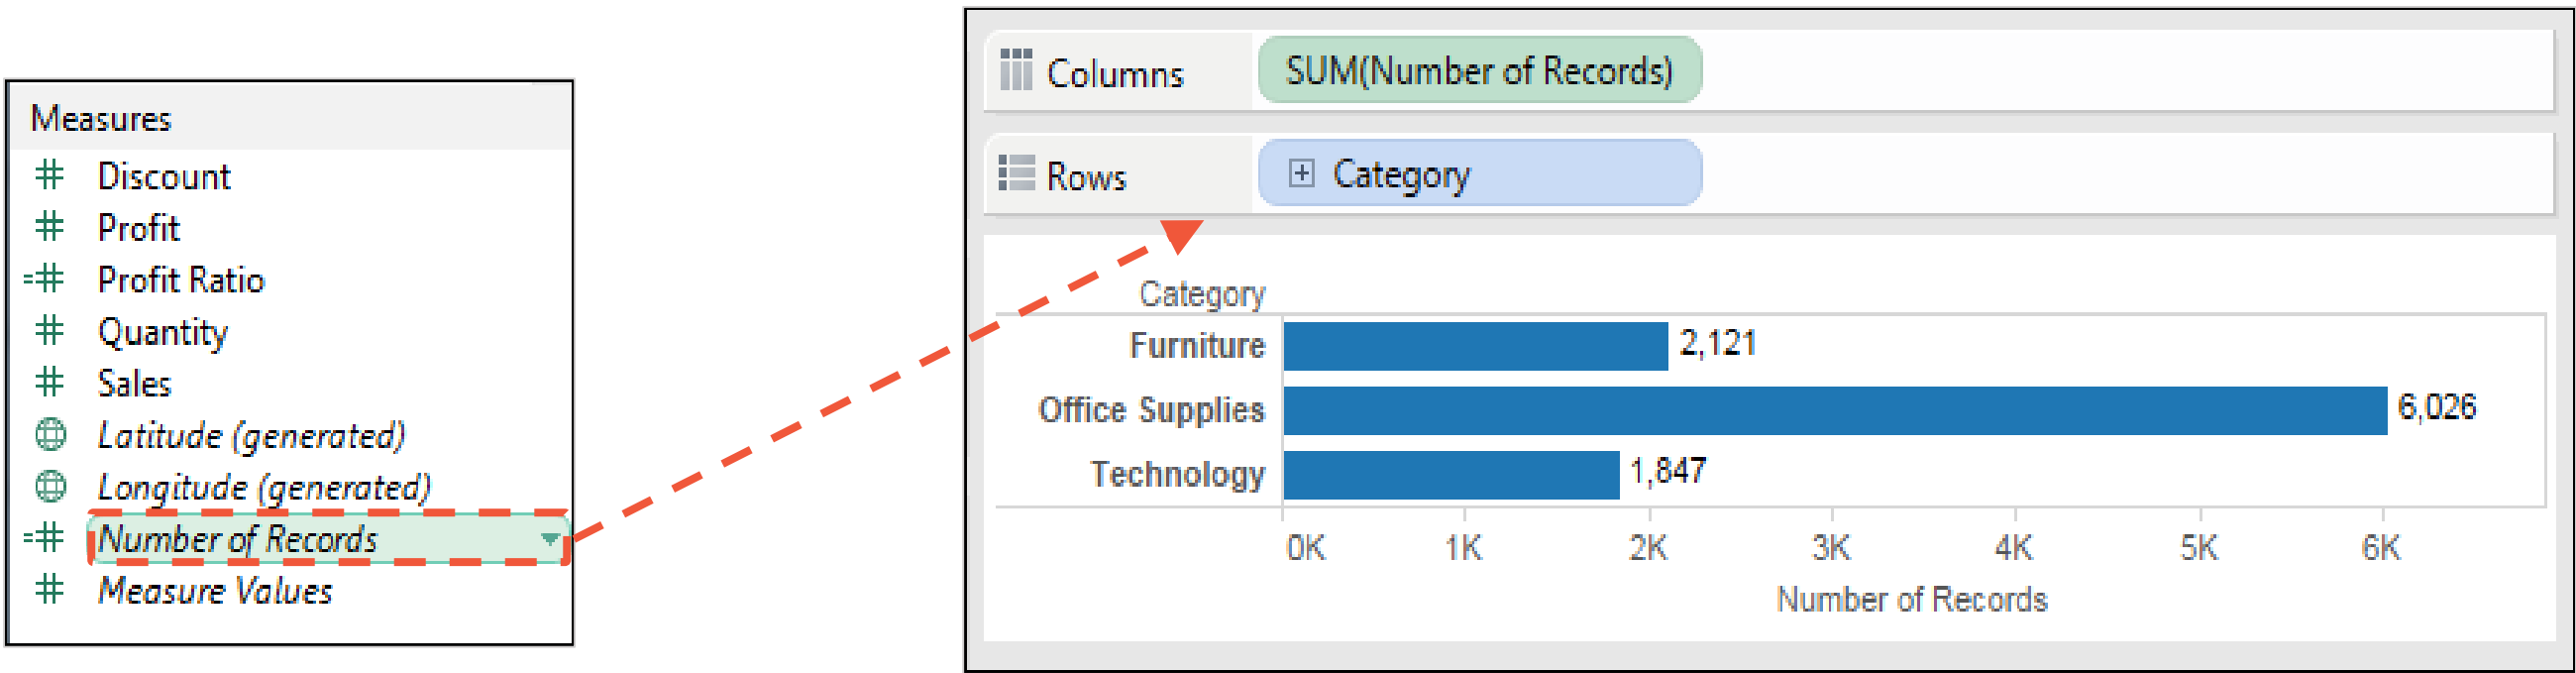 Measures
Discount
Profit
Profit Ratio
Quantity
Sales
Latitude (generated)
Longitude (generated)
Number of Records
Measure Values
Columns SUM(Number of Records)
Rows Category
Category
Furniture 2,121
Office Supplies 6,026
Technology 1,847
0K 1K 2K 3K 4K 5K 6K
Number of Records